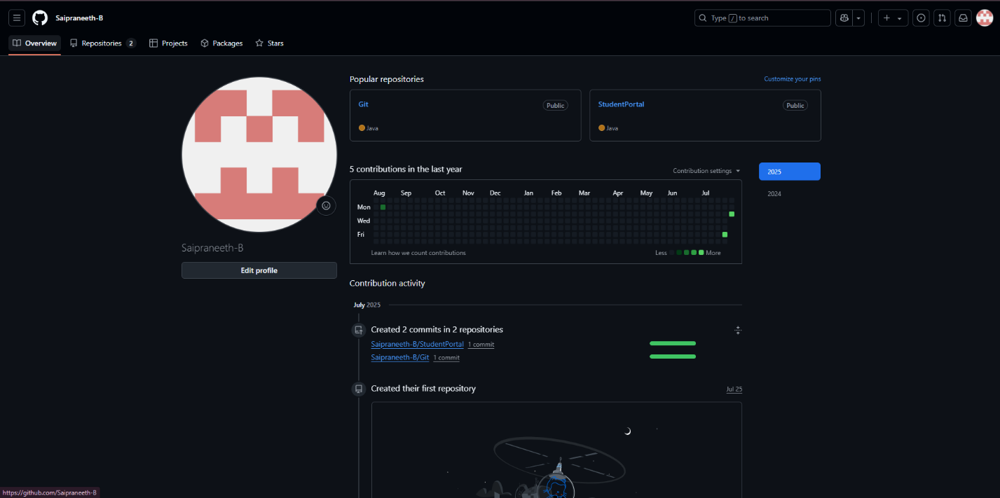 Saipraneeth-B
Type / to search
Overview
Repositories 2
Projects
Packages
Stars
Popular repositories
Customize your pins
Git
Public
Java
StudentPortal
Public
Java
5 contributions in the last year
Contribution settings
2025
2024
Aug Sep Oct Nov Dec Jan Feb Mar Apr May Jun Jul
Mon
Wed
Fri
Learn how we count contributions
Less More
Saipraneeth-B
Edit profile
Contribution activity
July 2025
Created 2 commits in 2 repositories
Saipraneeth-B/StudentPortal 1 commit
Saipraneeth-B/Git 1 commit
Created their first repository
Jul 25
https://github.com/Saipraneeth-B